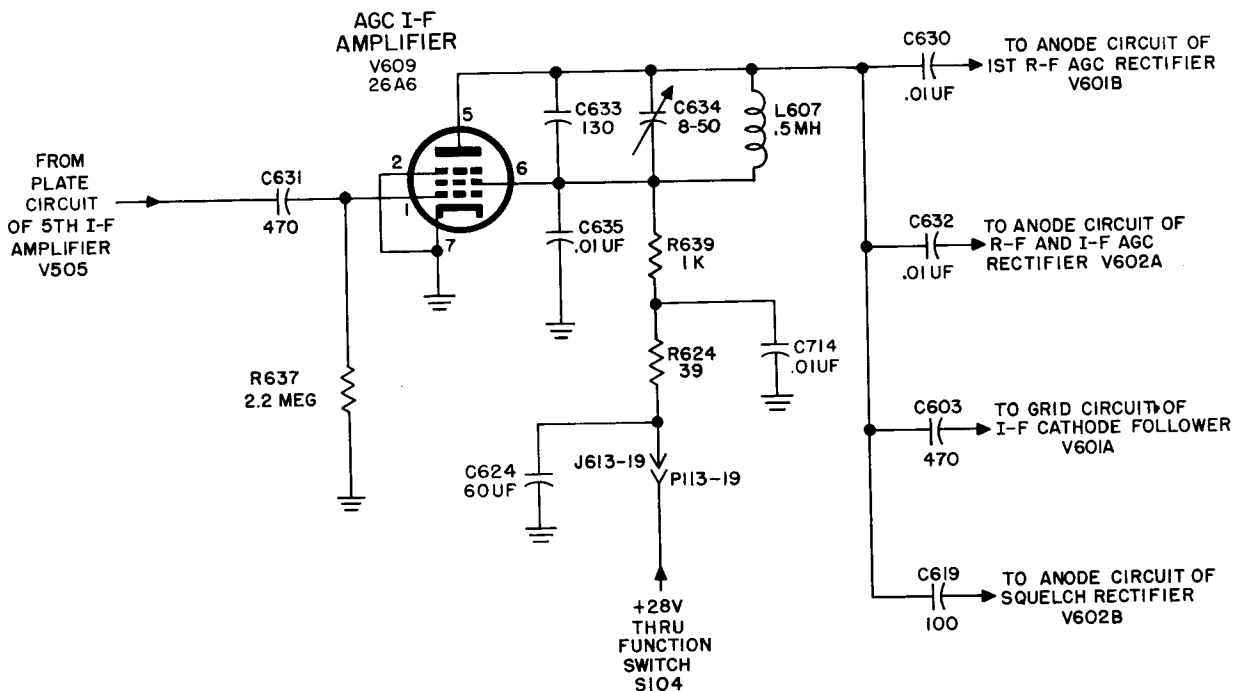 AGC I-F
AMPLIFIER
V609
26A6
FROM
PLATE
CIRCUIT
OF 5TH I-F
AMPLIFIER
V505
C631
470
R637
2.2 MEG
5
2
1
6
7
C633
130
C634
8-50
L607
.5MH
C635
.01UF
R639
1K
R624
39
C714
.01UF
C624
60UF
J613-19
P113-19
+28V
THRU
FUNCTION
SWITCH
S104
C630
.01UF
TO ANODE CIRCUIT OF
1ST R-F AGC RECTIFIER
V601B
C632
.01UF
TO ANODE CIRCUIT OF
R-F AND I-F AGC
RECTIFIER V602A
C603
470
TO GRID CIRCUIT OF
I-F CATHODE FOLLOWER
V601A
C619
100
TO ANODE CIRCUIT OF
SQUELCH RECTIFIER
V602B